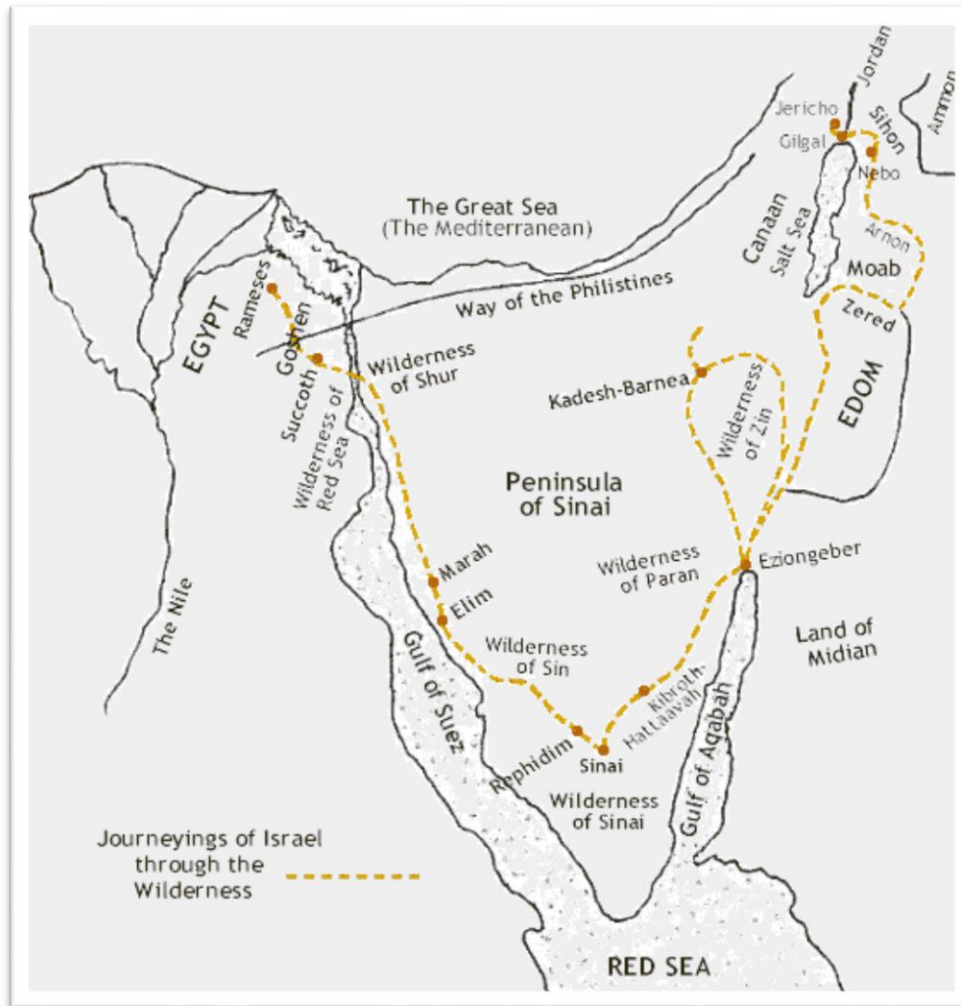 Jordan
Jericho
Gilgal
Sihon
Ammon
Nebo
The Great Sea
(The Mediterranean)
Canaan
Salt Sea
Arnon
Moab
Zered
Way of the Philistines
EGYPT
Rameses
Goshen
Succoth
Wilderness
of Shur
Wilderness of
Red Sea
Kadesh-Barnea
Wilderness
of Zin
EDOM
Peninsula
of Sinai
Marah
Elim
Wilderness
of Paran
Eziongeber
The Nile
Land of
Midian
Gulf of Suez
Wilderness
of Sin
Kibroth-
Hattaavah
Rephidim
Sinai
Gulf of Aqabah
Wilderness
of Sinai
Journeyings of Israel
through the
Wilderness
RED SEA